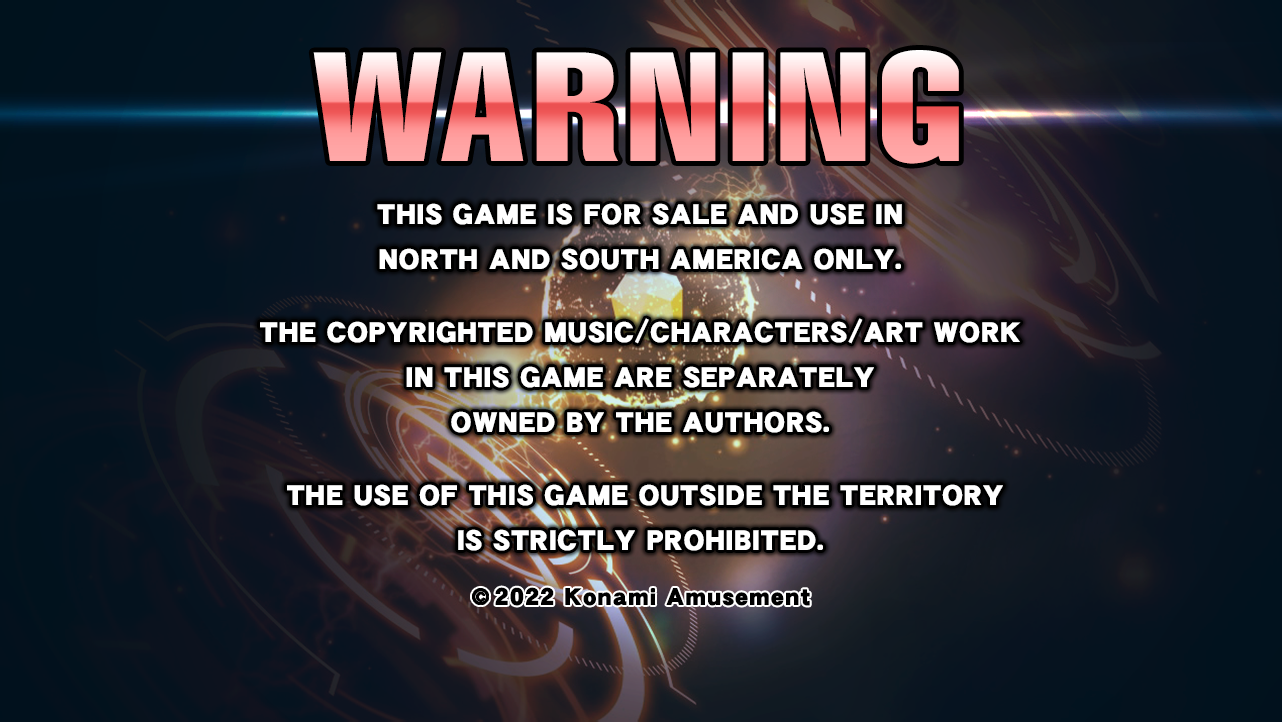 WARNING
THIS GAME IS FOR SALE AND USE IN
NORTH AND SOUTH AMERICA ONLY.
THE COPYRIGHTED MUSIC/CHARACTERS/ART WORK
IN THIS GAME ARE SEPARATELY
OWNED BY THE AUTHORS.
THE USE OF THIS GAME OUTSIDE THE TERRITORY
IS STRICTLY PROHIBITED.
©2022 Konami Amusement